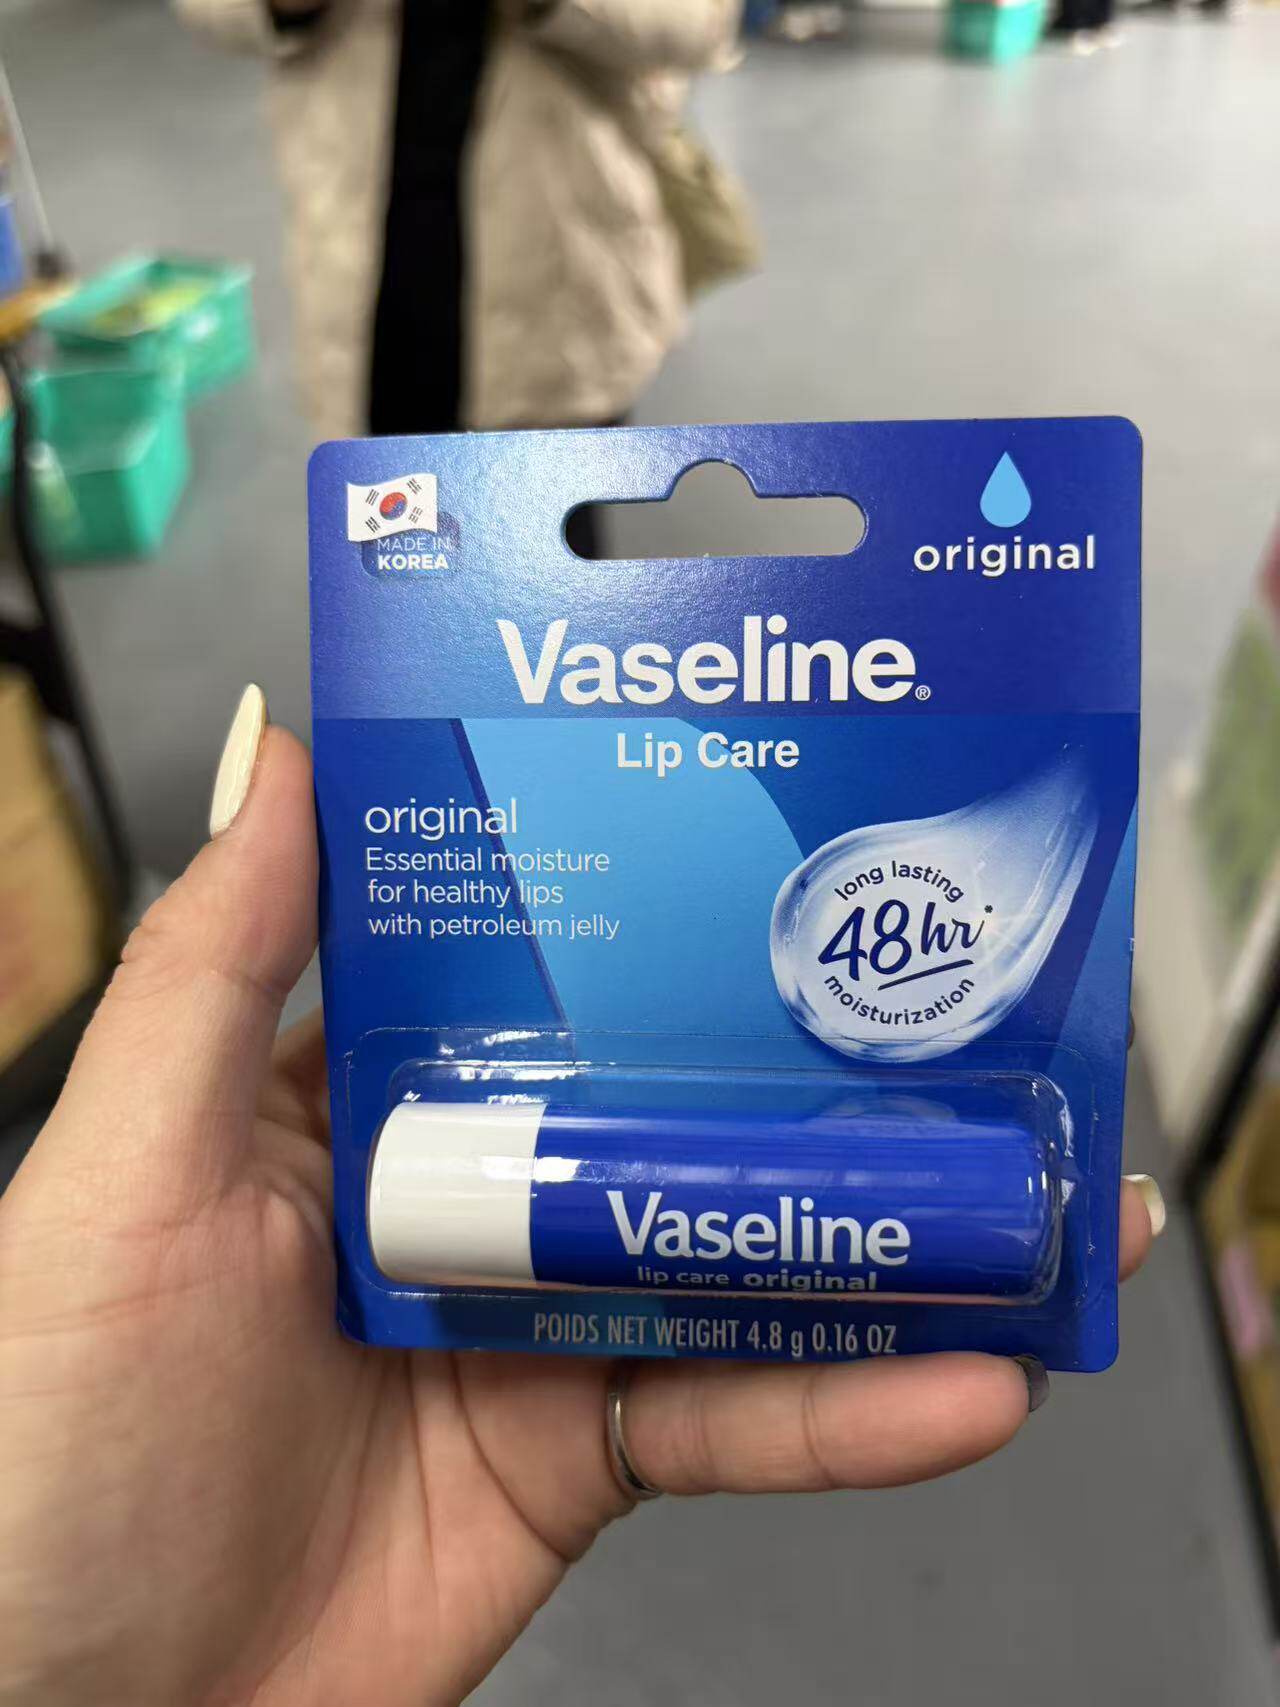 MADE IN
KOREA
original
Vaseline®
Lip Care
original
Essential moisture
for healthy lips
with petroleum jelly
long lasting
48hr*
moisturization
Vaseline
lip care original
POIDS NET WEIGHT 4.8 g 0.16 OZ